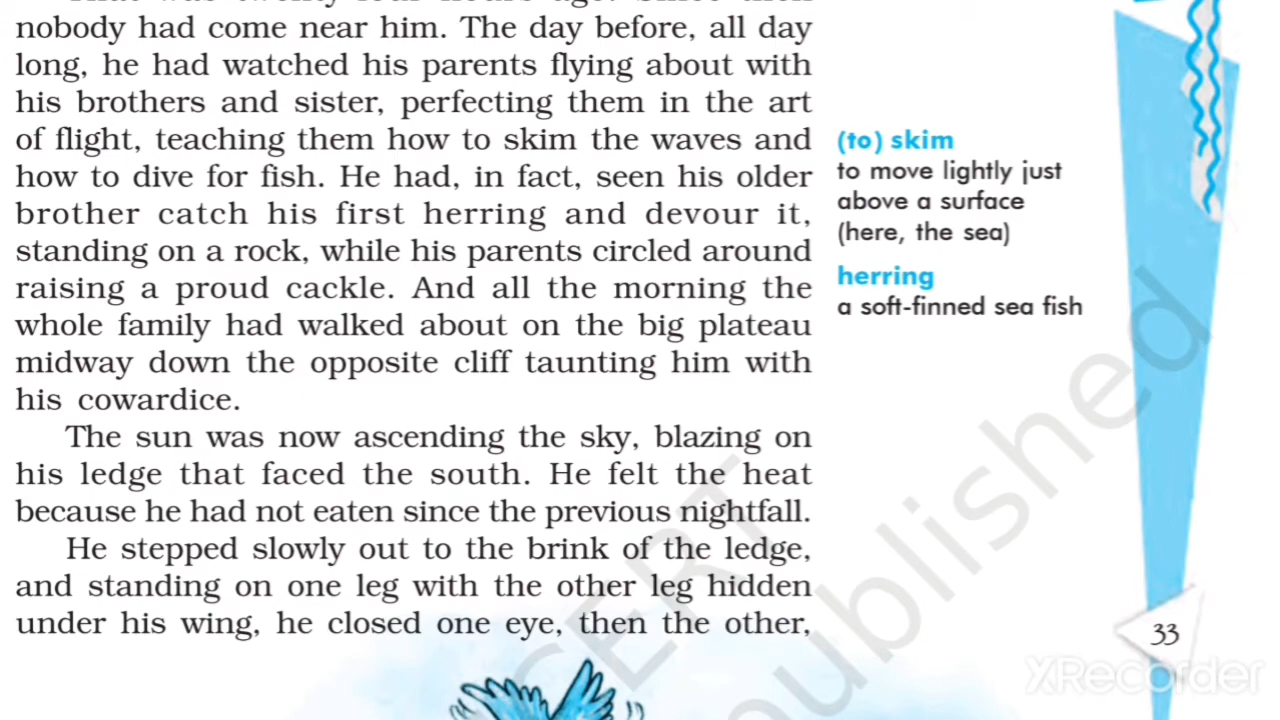 That was twenty-four hours ago. Since then
nobody had come near him. The day before, all day
long, he had watched his parents flying about with
his brothers and sister, perfecting them in the art
of flight, teaching them how to skim the waves and
how to dive for fish. He had, in fact, seen his older
brother catch his first herring and devour it,
standing on a rock, while his parents circled around
raising a proud cackle. And all the morning the
whole family had walked about on the big plateau
midway down the opposite cliff taunting him with
his cowardice.
The sun was now ascending the sky, blazing on
his ledge that faced the south. He felt the heat
because he had not eaten since the previous nightfall.
He stepped slowly out to the brink of the ledge,
and standing on one leg with the other leg hidden
under his wing, he closed one eye, then the other,
(to) skim
to move lightly just
above a surface
(here, the sea)
herring
a soft-finned sea fish
33
XRecorder